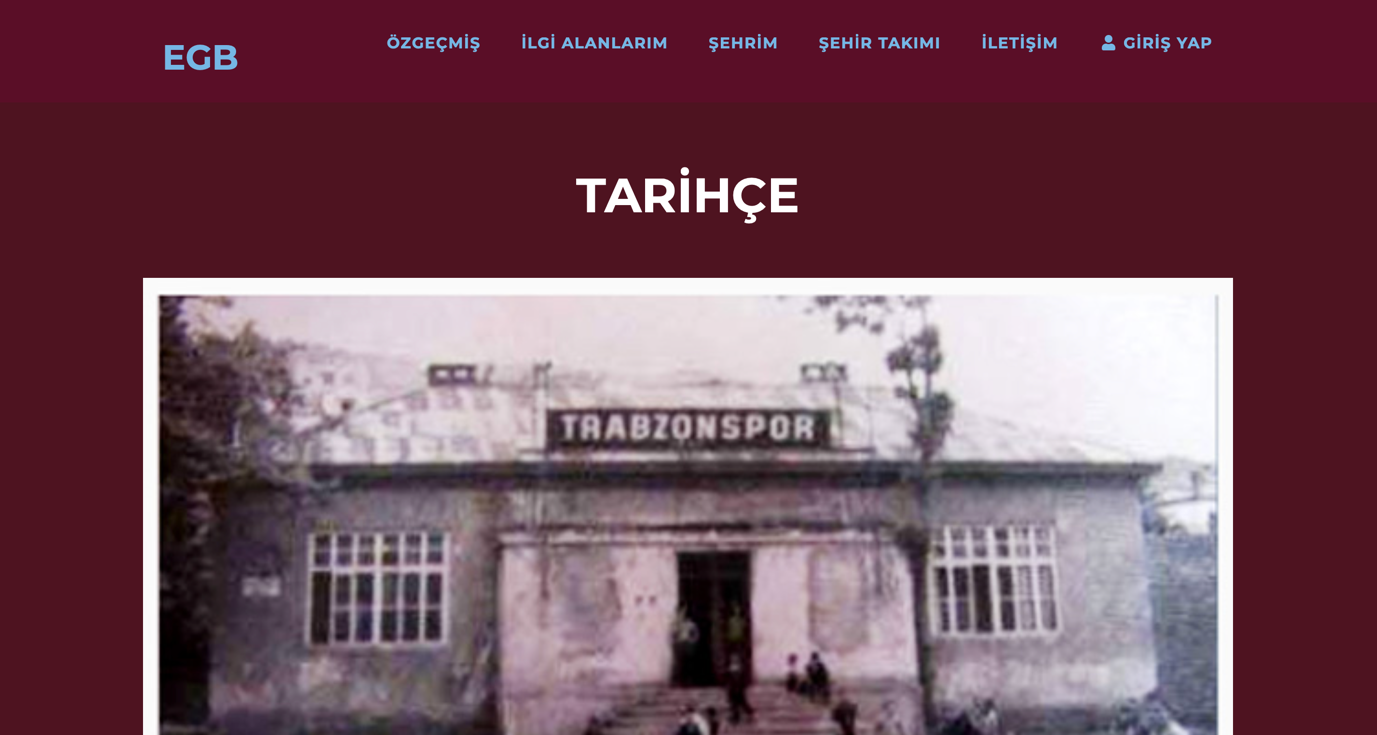 EGB
ÖZGEÇMİŞ İLGİ ALANLARIM ŞEHRİM ŞEHİR TAKIMI İLETİŞİM GİRİŞ YAP
TARİHÇE
TRABZONSPOR